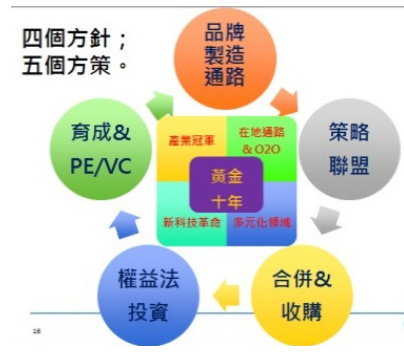 四個方針；
五個方策。
品牌
製造
通路
育成&
PE/VC
產業冠軍
在地通路
& O2O
策略
聯盟
黃金
十年
新科技革命
多元化領域
權益法
投資
合併&
收購
16